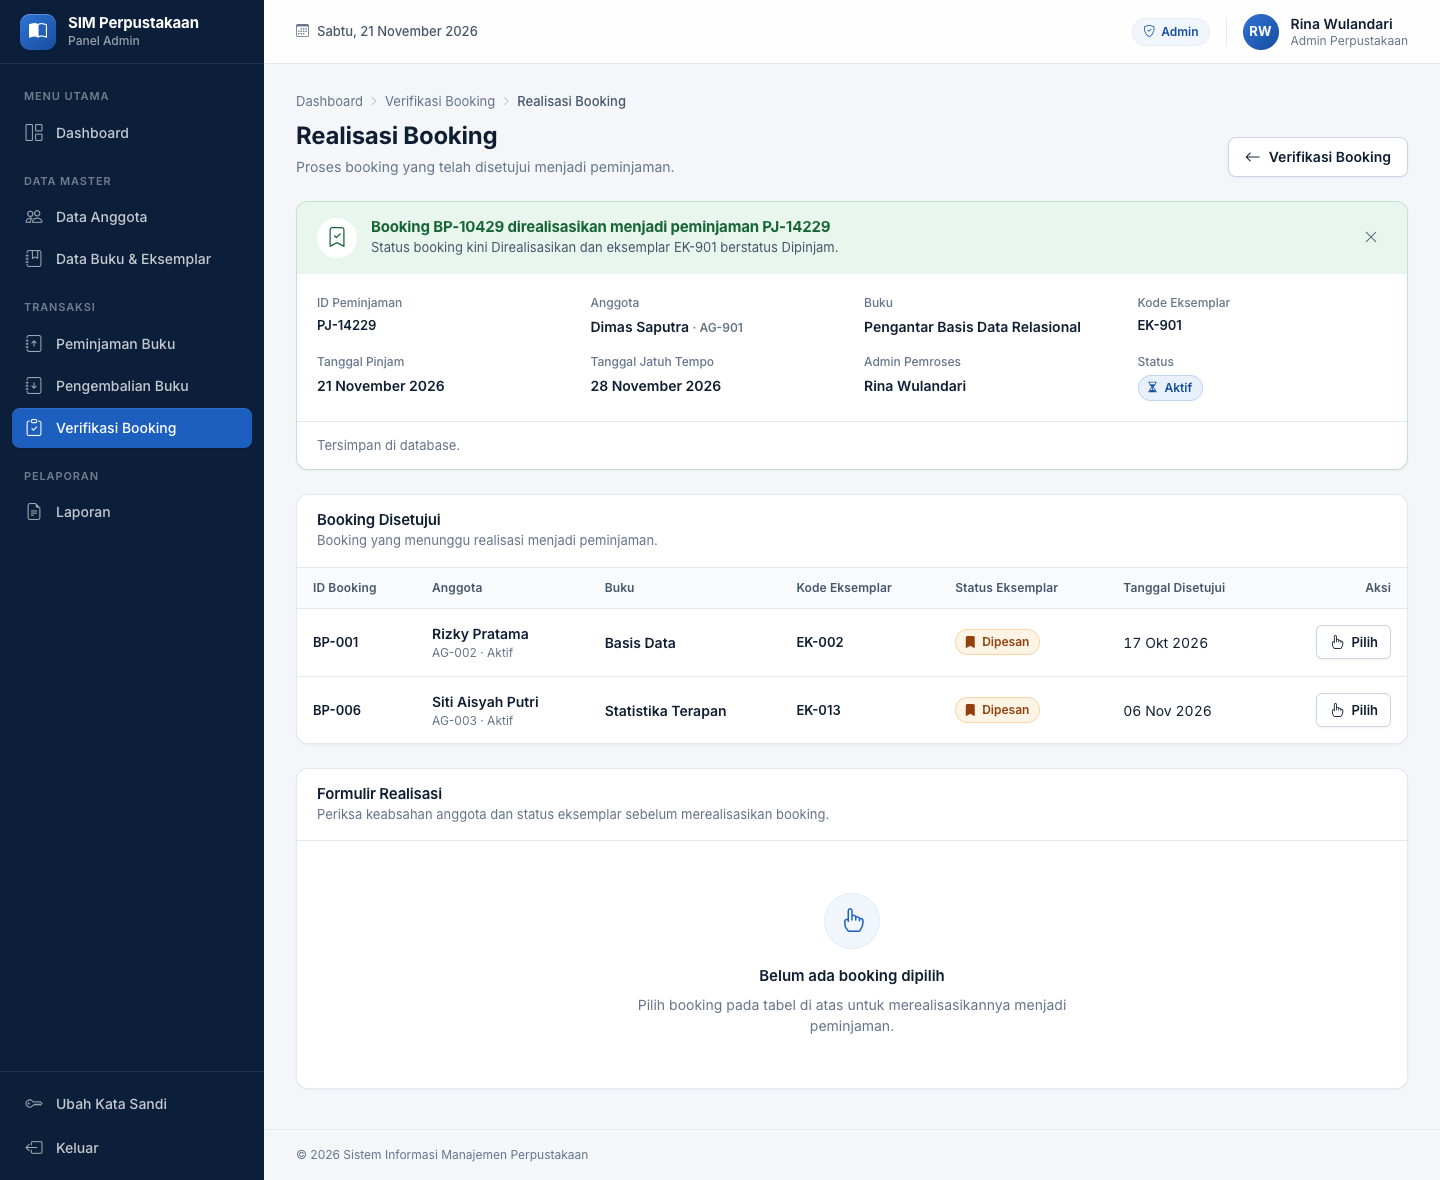 SIM Perpustakaan
Panel Admin
MENU UTAMA
Dashboard
DATA MASTER
Data Anggota
Data Buku & Eksemplar
TRANSAKSI
Peminjaman Buku
Pengembalian Buku
Verifikasi Booking
PELAPORAN
Laporan
Ubah Kata Sandi
Keluar
Sabtu, 21 November 2026
Admin
RW
Rina Wulandari
Admin Perpustakaan
Dashboard Verifikasi Booking Realisasi Booking
Realisasi Booking
Proses booking yang telah disetujui menjadi peminjaman.
Verifikasi Booking
Booking BP-10429 direalisasikan menjadi peminjaman PJ-14229
Status booking kini Direalisasikan dan eksemplar EK-901 berstatus Dipinjam.
ID Peminjaman Anggota Buku Kode Eksemplar
PJ-14229 Dimas Saputra · AG-901 Pengantar Basis Data Relasional EK-901
Tanggal Pinjam Tanggal Jatuh Tempo Admin Pemroses Status
21 November 2026 28 November 2026 Rina Wulandari Aktif
Tersimpan di database.
Booking Disetujui
Booking yang menunggu realisasi menjadi peminjaman.
ID Booking Anggota Buku Kode Eksemplar Status Eksemplar Tanggal Disetujui Aksi
BP-001 Rizky Pratama Basis Data EK-002 Dipesan 17 Okt 2026 Pilih
AG-002 · Aktif
BP-006 Siti Aisyah Putri Statistika Terapan EK-013 Dipesan 06 Nov 2026 Pilih
AG-003 · Aktif
Formulir Realisasi
Periksa keabsahan anggota dan status eksemplar sebelum merealisasikan booking.
Belum ada booking dipilih
Pilih booking pada tabel di atas untuk merealisasikannya menjadi
peminjaman.
© 2026 Sistem Informasi Manajemen Perpustakaan